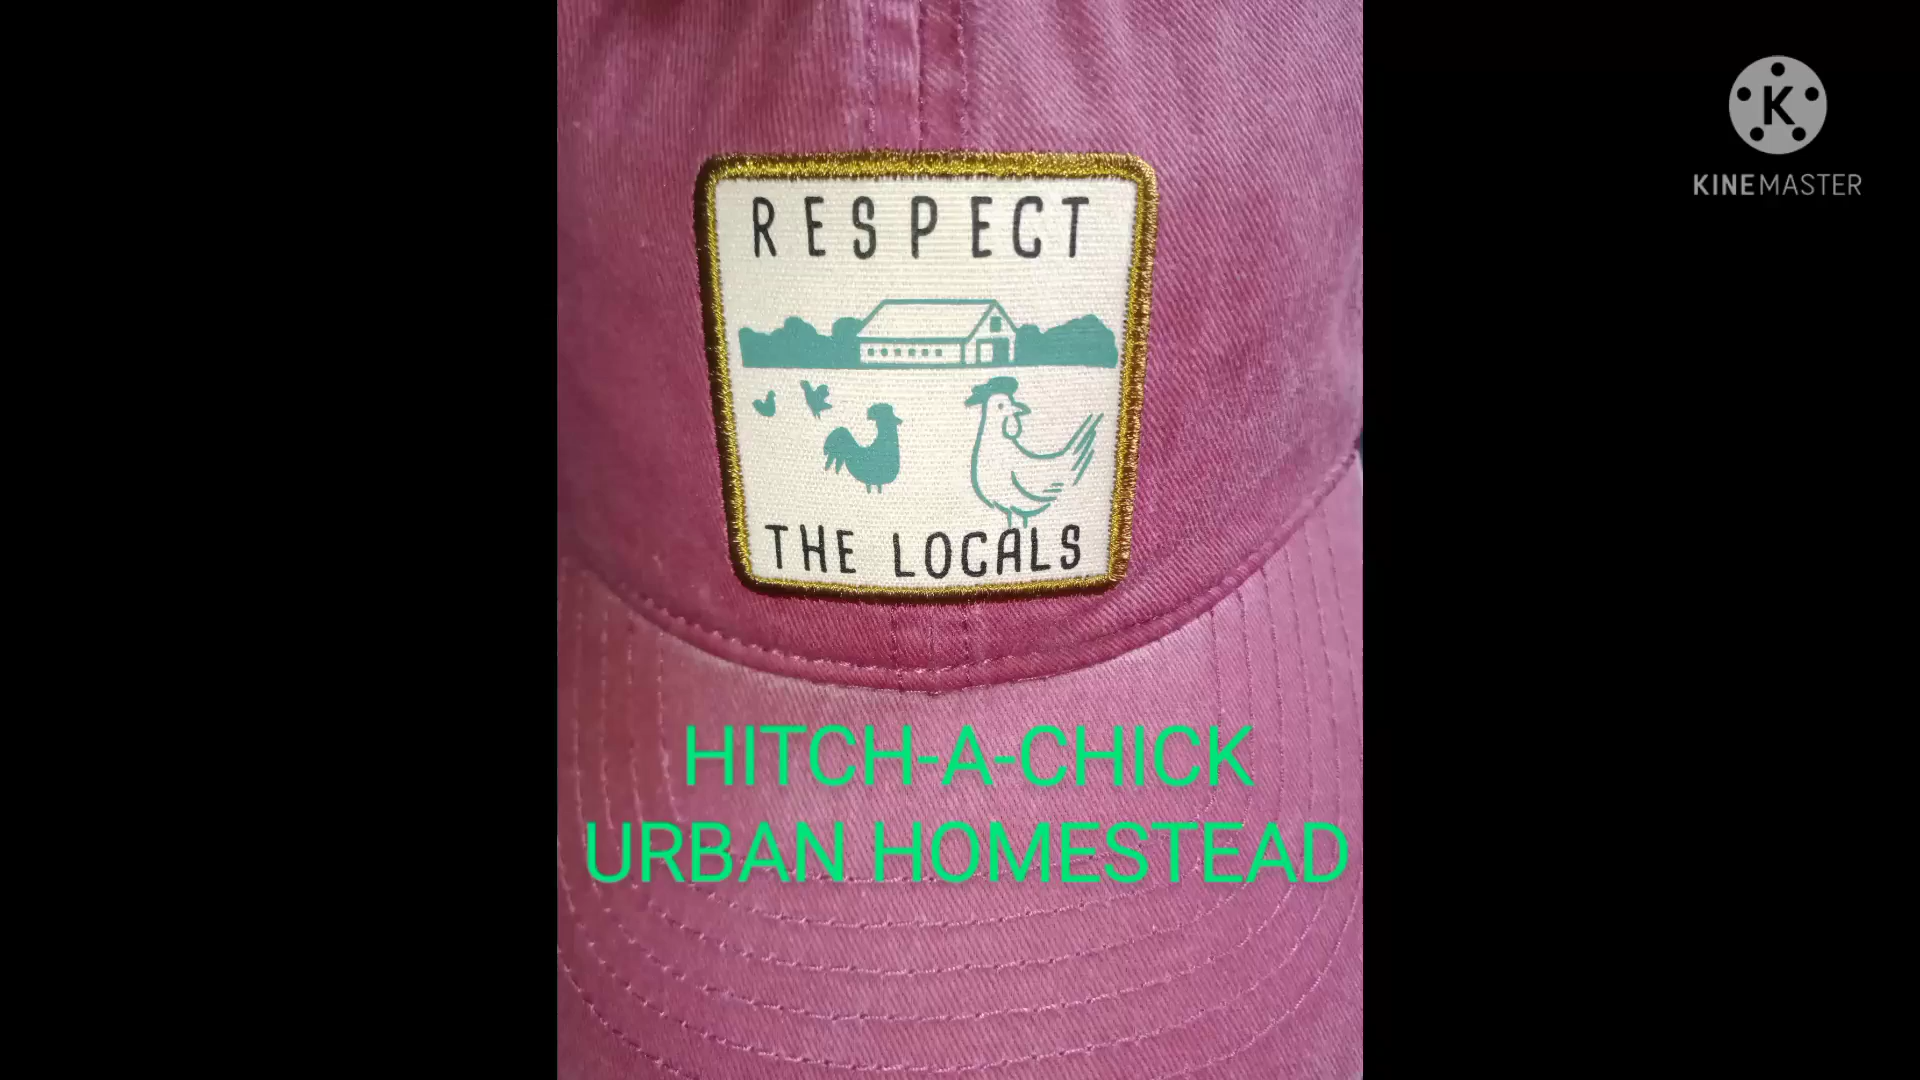 K
KINEMASTER
RESPECT
THE LOCALS
HITCH-A-CHICK
URBAN HOMESTEAD